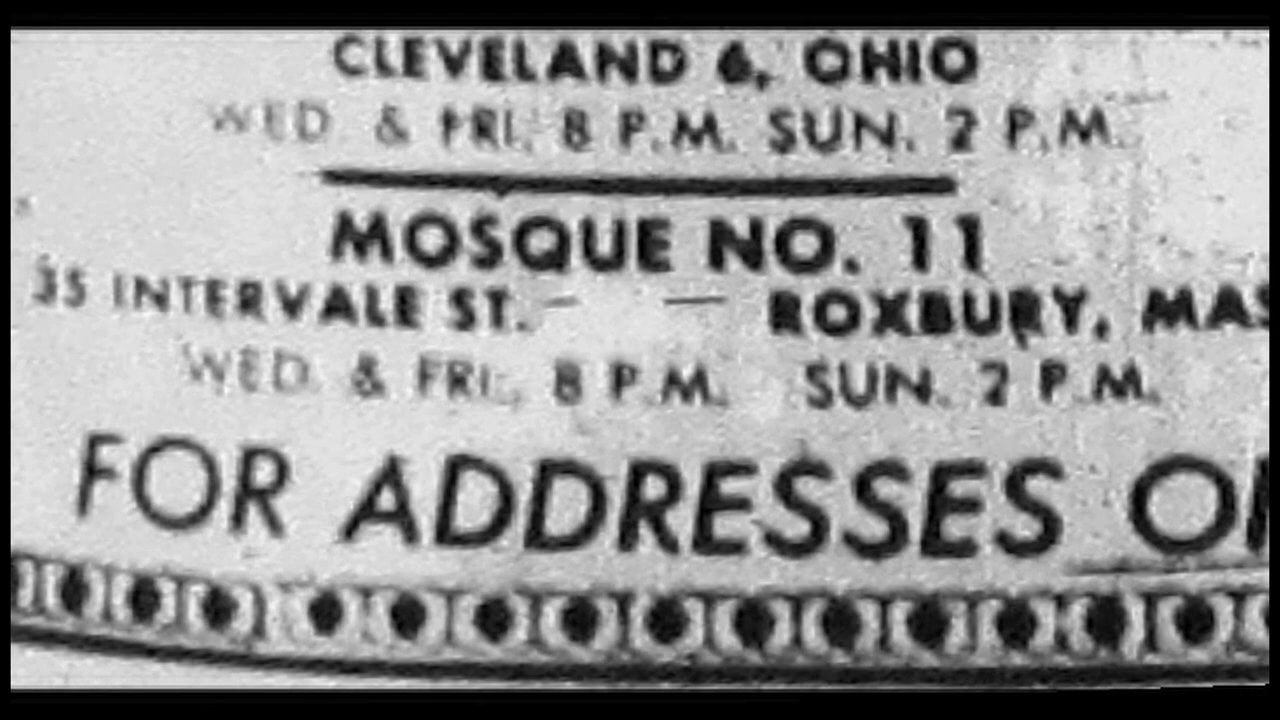 CLEVELAND 6, OHIO
WED & FRI. 8 P.M. SUN. 2 P.M.
MOSQUE NO. 11
35 INTERVALE ST. — — ROXBURY, MAS
WED. & FRI., 8 P.M. SUN. 2 P.M.
FOR ADDRESSES